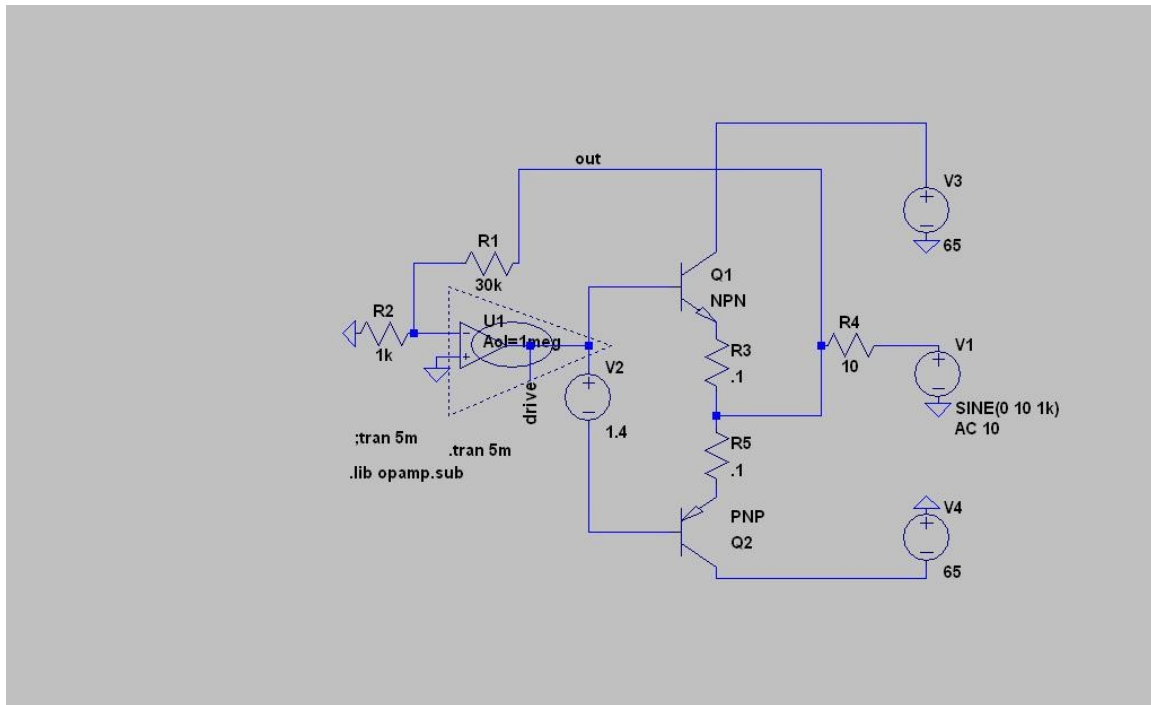 out
V3
65
R1
30k
Q1
NPN
R2
1k
U1
Aol=1meg
R4
10
V1
SINE(0 10 1k)
AC 10
R3
.1
V2
1.4
drive
;tran 5m
.tran 5m
.lib opamp.sub
R5
.1
PNP
Q2
V4
65